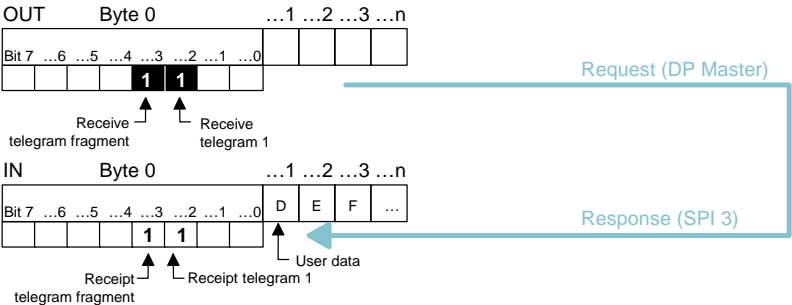 OUT Byte 0 …1 …2 …3 …n
Bit 7 …6 …5 …4 …3 …2 …1 …0
1 1
Request (DP Master)
Receive telegram fragment
Receive telegram 1
IN Byte 0 …1 …2 …3 …n
Bit 7 …6 …5 …4 …3 …2 …1 …0 D E F …
1 1
Response (SPI 3)
User data
Receipt telegram fragment
Receipt telegram 1